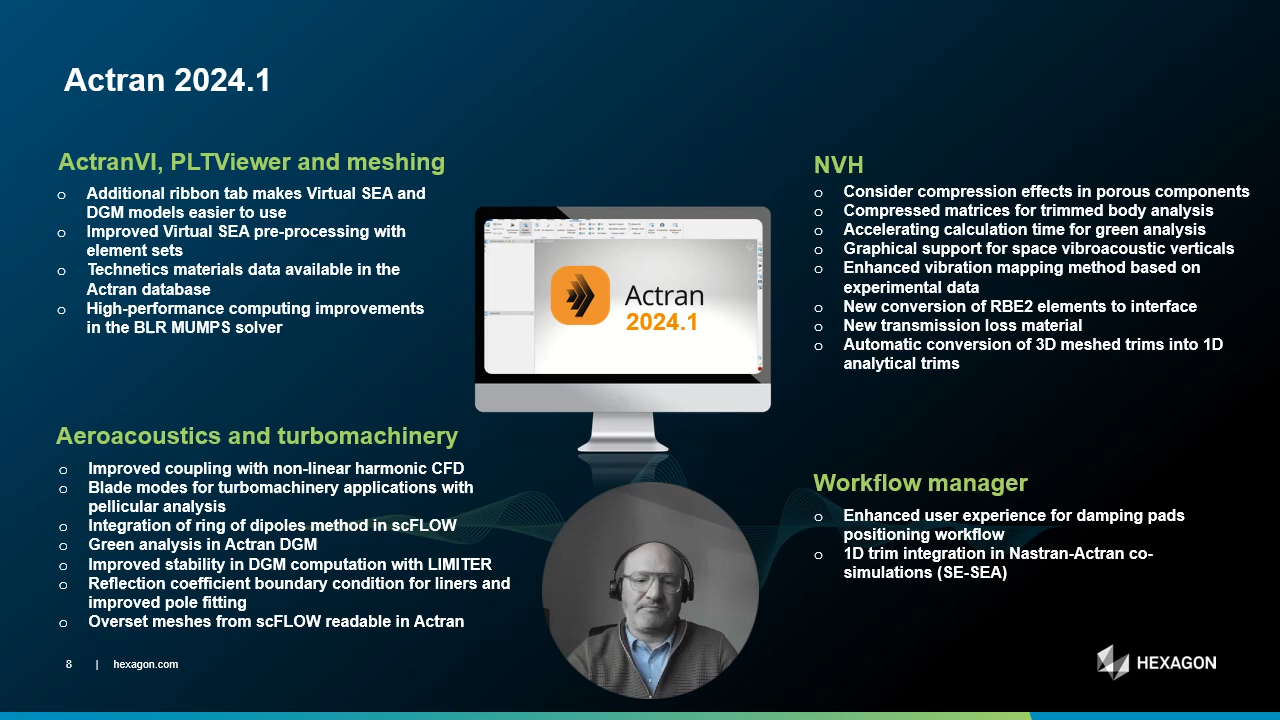 Actran 2024.1
ActranVI, PLTViewer and meshing
o Additional ribbon tab makes Virtual SEA and
DGM models easier to use
o Improved Virtual SEA pre-processing with
element sets
o Technetics materials data available in the
Actran database
o High-performance computing improvements
in the BLR MUMPS solver
Aeroacoustics and turbomachinery
o Improved coupling with non-linear harmonic CFD
o Blade modes for turbomachinery applications with
pellicular analysis
o Integration of ring of dipoles method in scFLOW
o Green analysis in Actran DGM
o Improved stability in DGM computation with LIMITER
o Reflection coefficient boundary condition for liners and
improved pole fitting
o Overset meshes from scFLOW readable in Actran
Actran
2024.1
NVH
o Consider compression effects in porous components
o Compressed matrices for trimmed body analysis
o Accelerating calculation time for green analysis
o Graphical support for space vibroacoustic verticals
o Enhanced vibration mapping method based on
experimental data
o New conversion of RBE2 elements to interface
o New transmission loss material
o Automatic conversion of 3D meshed trims into 1D
analytical trims
Workflow manager
o Enhanced user experience for damping pads
positioning workflow
o 1D trim integration in Nastran-Actran co-
simulations (SE-SEA)
8 | hexagon.com
HEXAGON